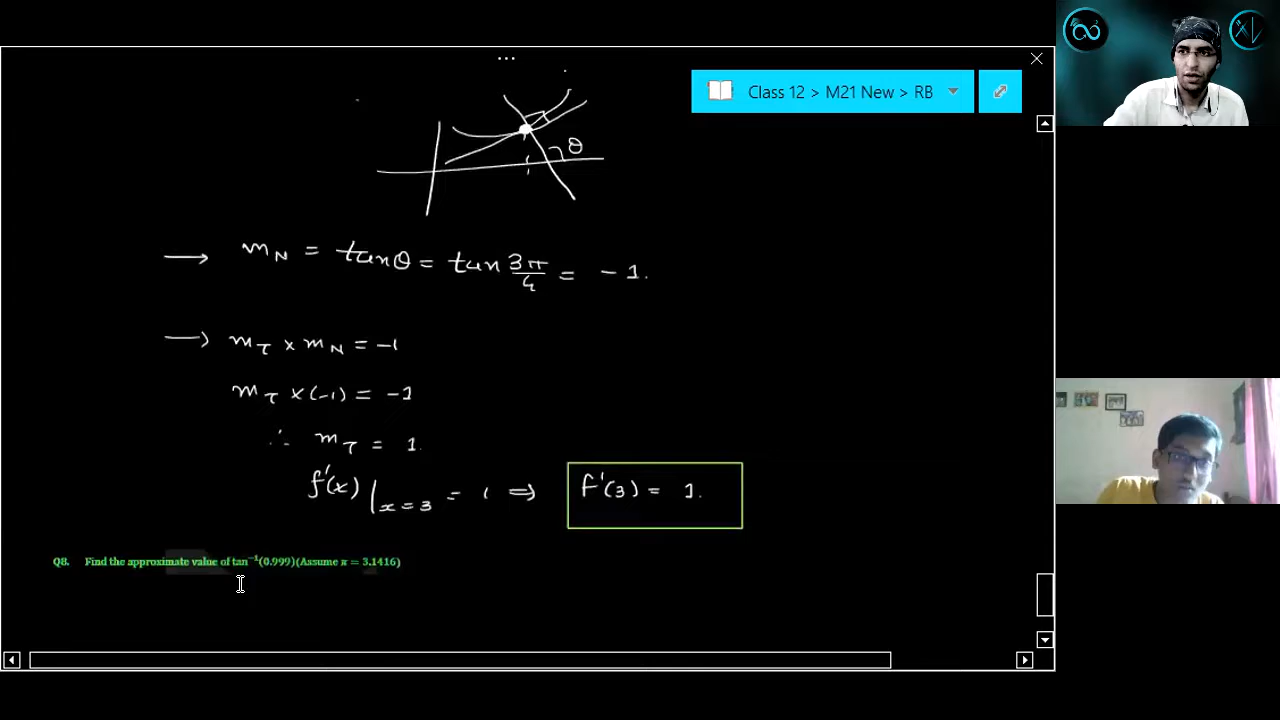 Class 12 > M21 New > RB
θ
→ m_N = tanθ = tan 3π/4 = -1.
→ m_T × m_N = -1
m_T × (-1) = -1
∴ m_T = 1.
f'(x) |_{x=3} = 1 ⇒ f'(3) = 1.
Q8. Find the approximate value of tan⁻¹(0.999)(Assume π = 3.1416)